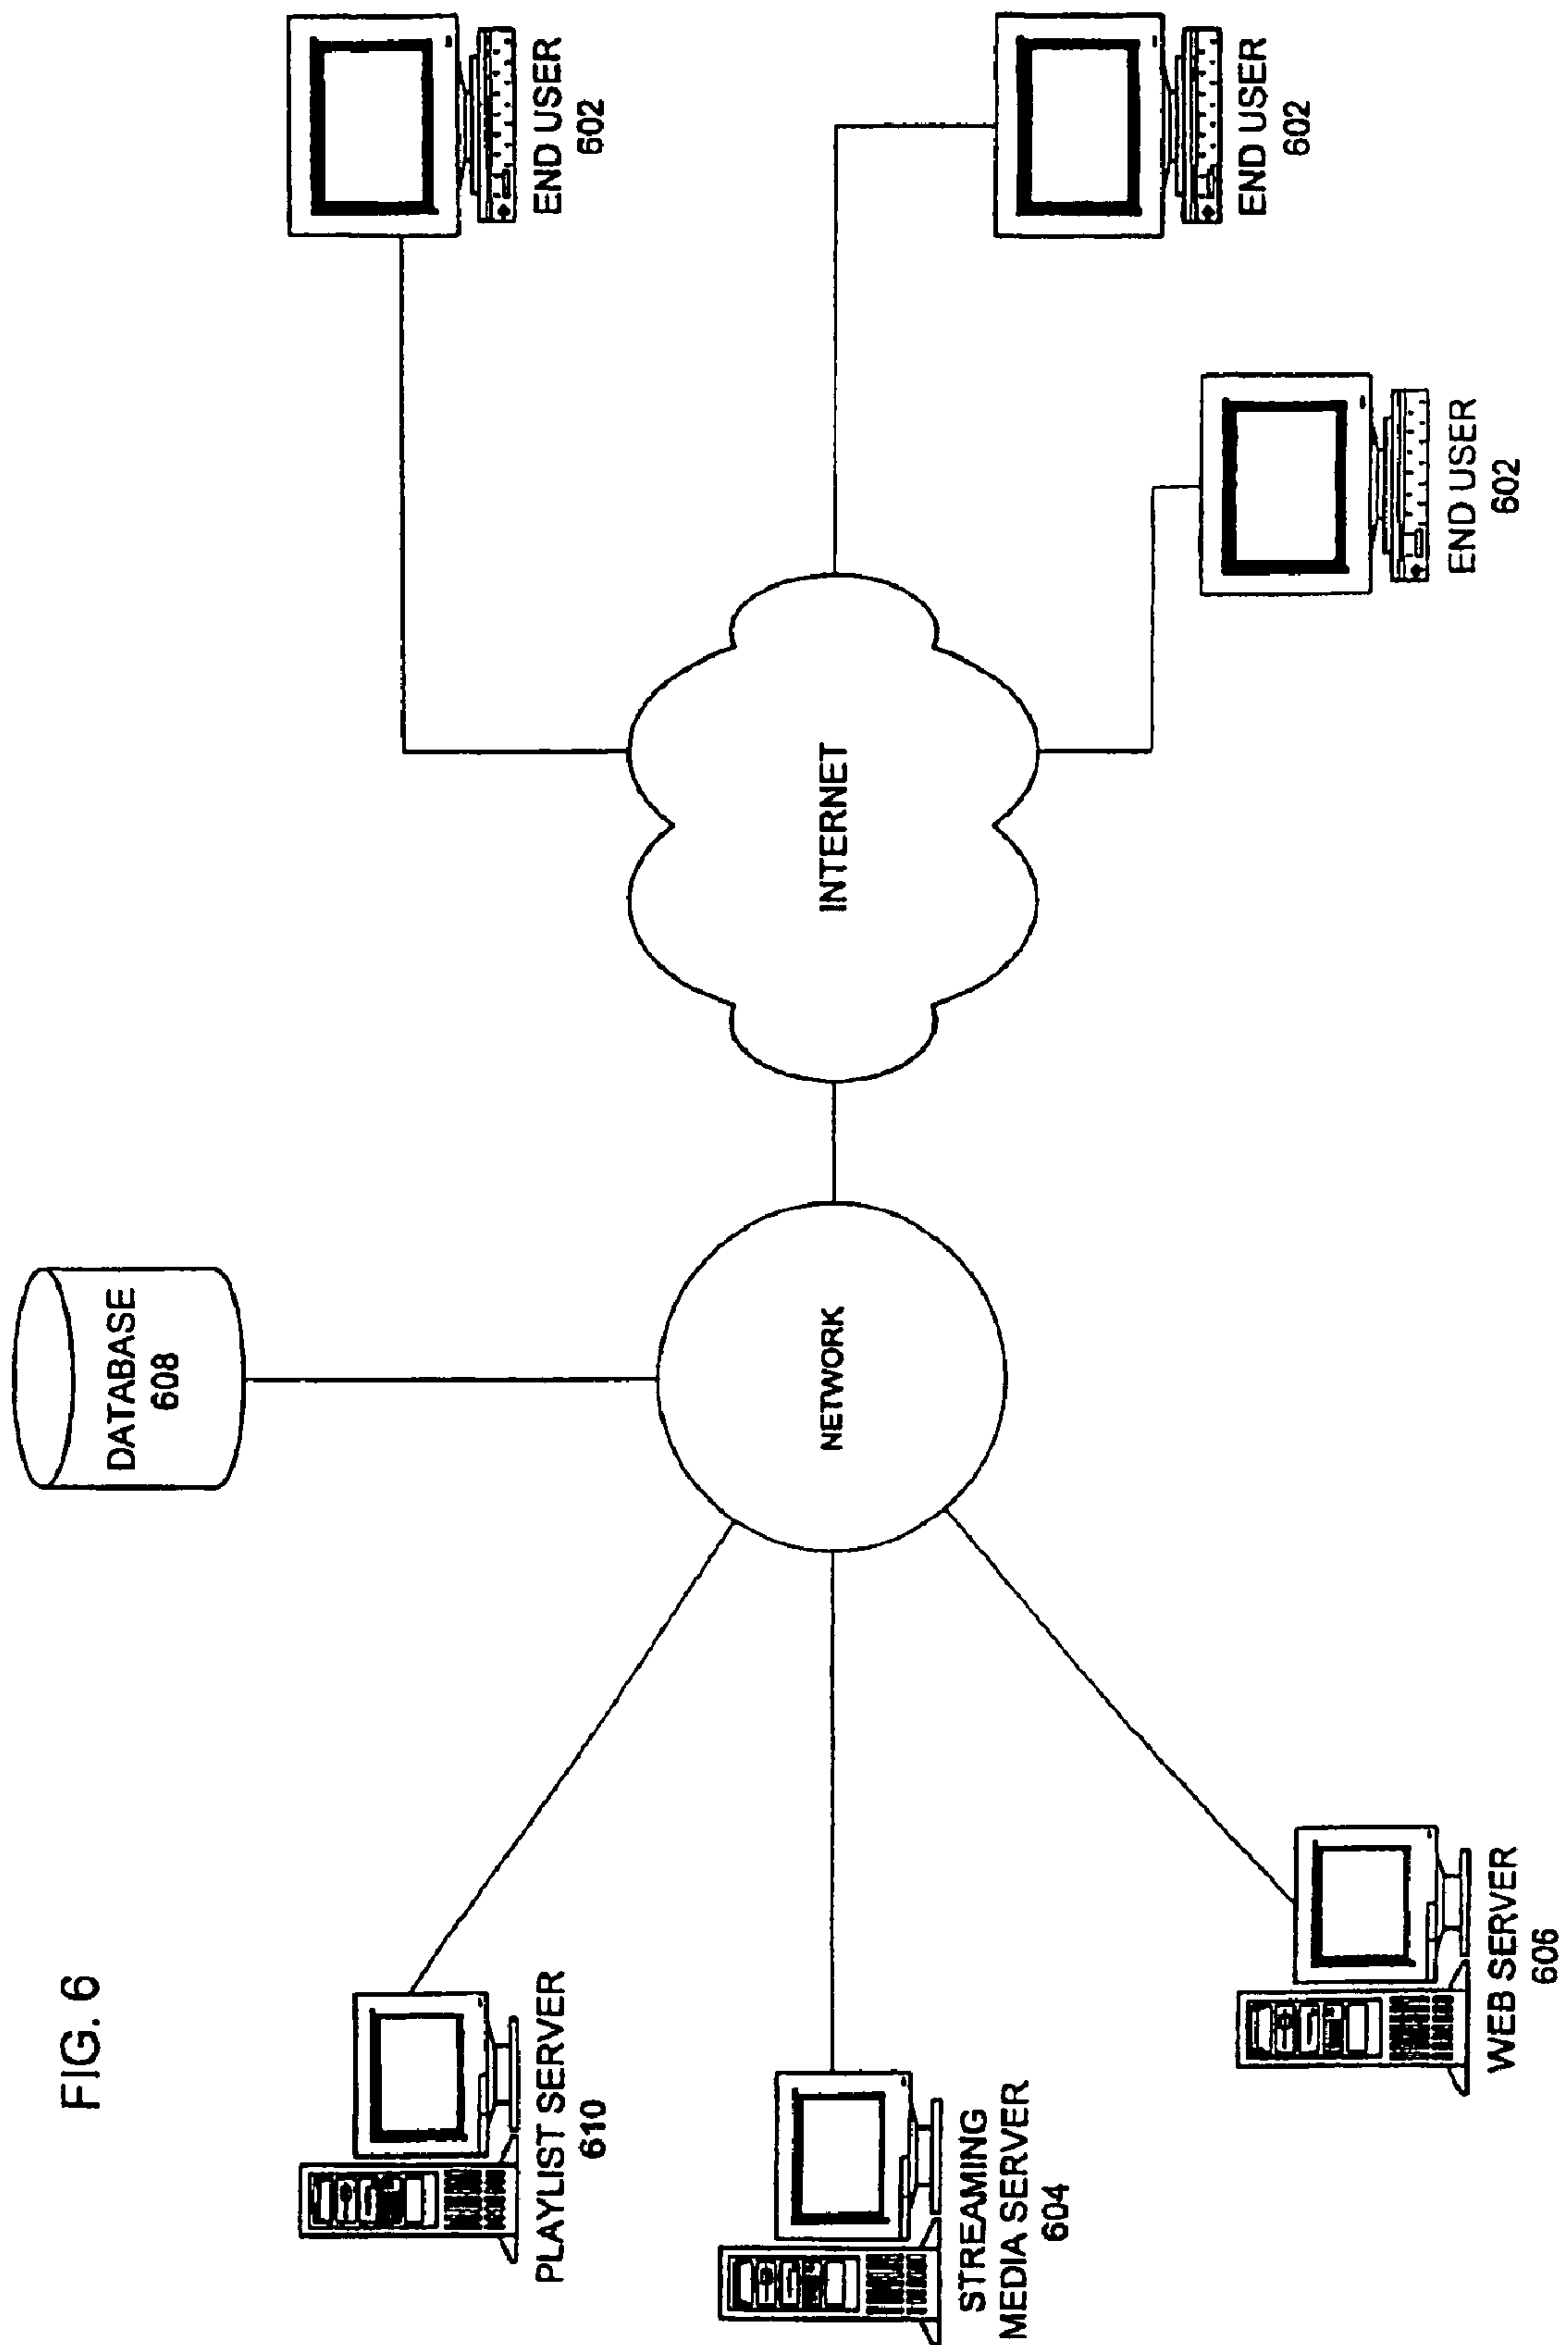 FIG. 6
DATABASE
608
PLAYLIST SERVER
610
STREAMING
MEDIA SERVER
604
WEB SERVER
606
NETWORK
INTERNET
END USER
602
END USER
602
END USER
602